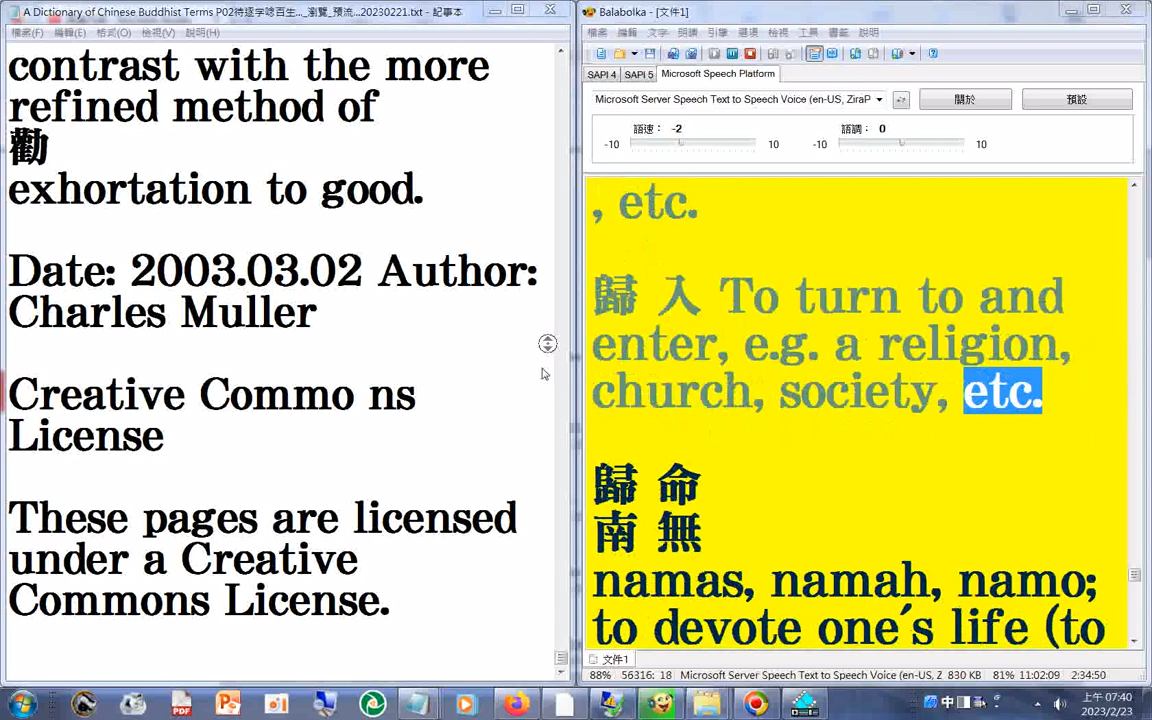 A Dictionary of Chinese Buddhist Terms P02待逐字唸百生..._瀏覽_預流...20230221.txt - 記事本
檔案(F) 編輯(E) 格式(O) 檢視(V) 說明(H)
contrast with the more
refined method of
勸
exhortation to good.
Date: 2003.03.02 Author:
Charles Muller
Creative Commo ns
License
These pages are licensed
under a Creative
Commons License.
Balabolka - [文件1]
檔案 編輯 文字 朗讀 引擎 選項 檢視 工具 書籤 說明
SAPI 4 SAPI 5 Microsoft Speech Platform
Microsoft Server Speech Text to Speech Voice (en-US, ZiraP 關於 預設
語速： -2 語調： 0
-10 10 -10 10
, etc.
歸 入 To turn to and
enter, e.g. a religion,
church, society, etc.
歸 命
南 無
namas, namah, namo;
to devote one's life (to
文件1
88% 56316: 18 Microsoft Server Speech Text to Speech Voice (en-US, Z 830 KB 81% 11:02:09 2:34:50
中
上午 07:40
2023/2/23